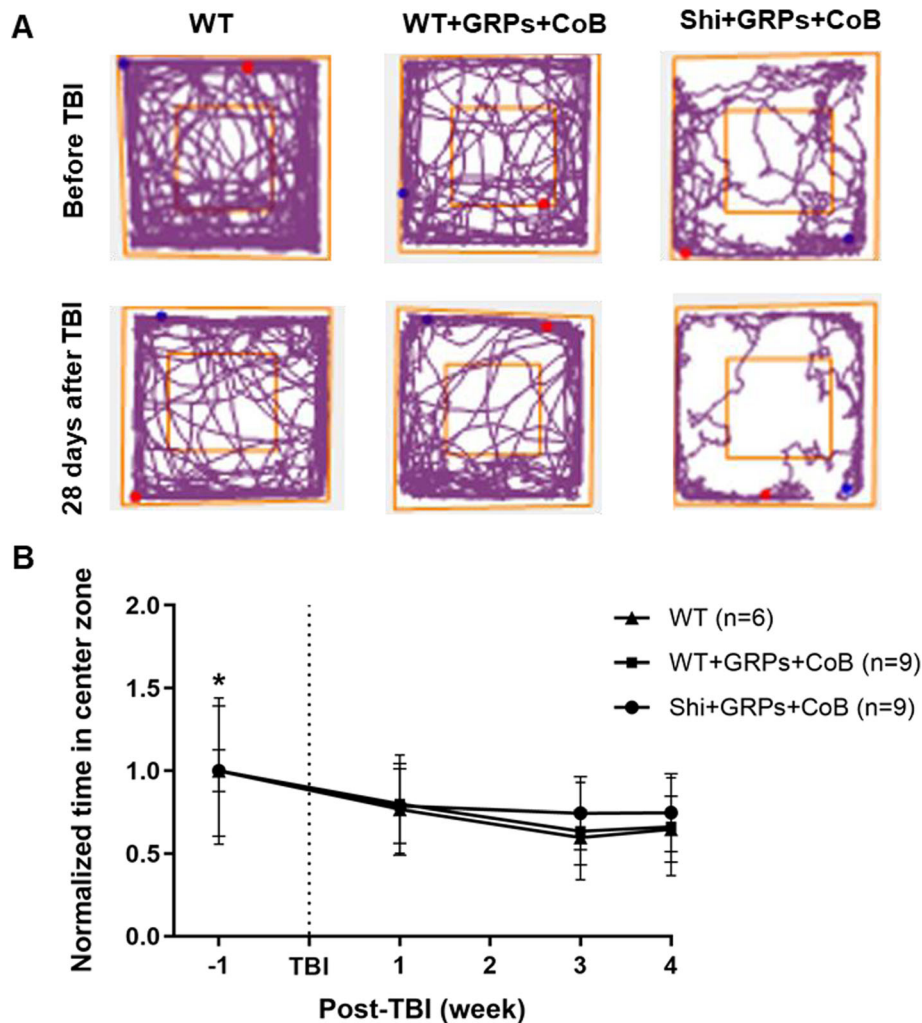 A
WT
WT+GRPs+CoB
Shi+GRPs+CoB
Before TBI
28 days after TBI
B
Normalized time in center zone
2.0
1.5
1.0
0.5
0.0
*
-1
TBI
1
2
3
4
Post-TBI (week)
WT (n=6)
WT+GRPs+CoB (n=9)
Shi+GRPs+CoB (n=9)